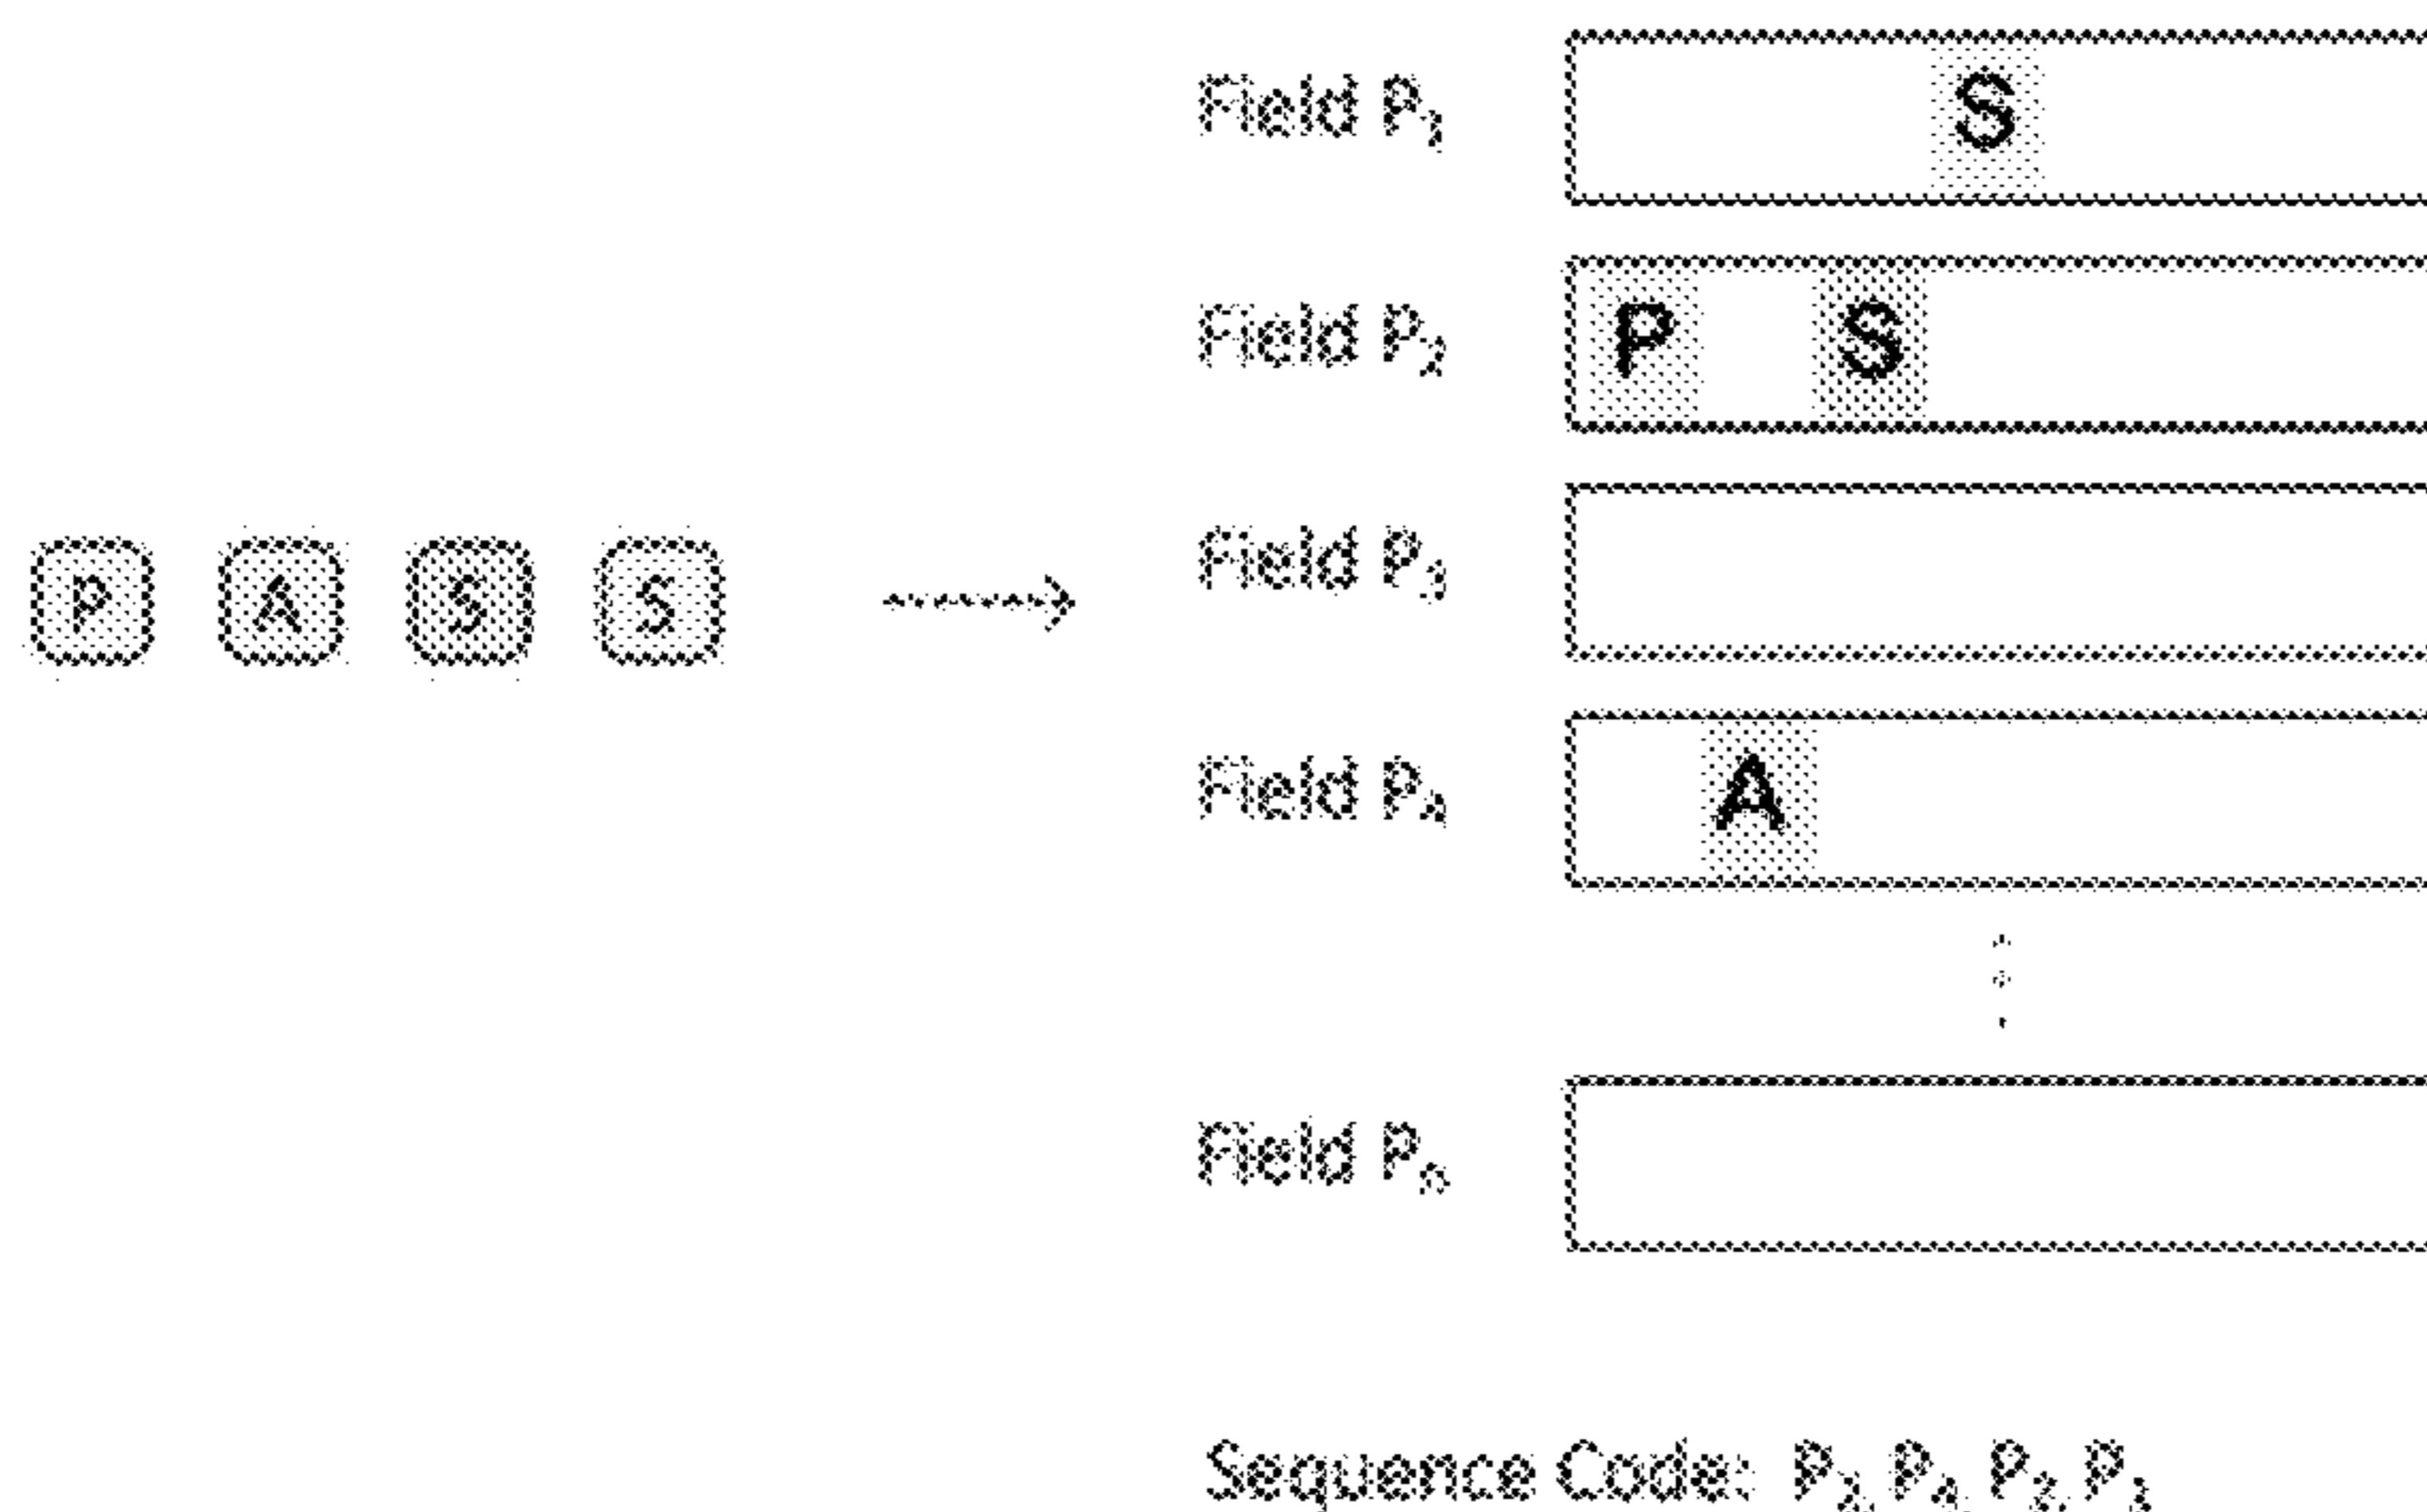 Field P₁ S
Field P₂ P S
P A S S
Field P₃
Field P₄ A
Field Pₙ
Sequence Code: P₂ P₄ P₂ P₁